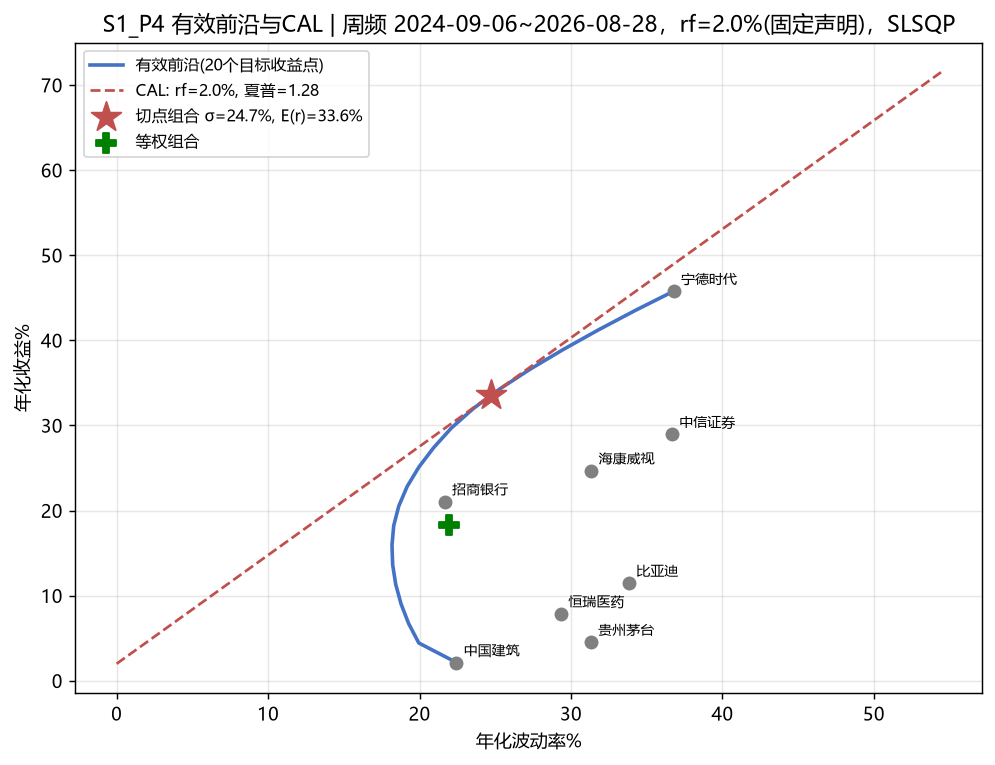 S1_P4 有效前沿与CAL | 周频 2024-09-06~2026-08-28，rf=2.0%(固定声明)，SLSQP
有效前沿(20个目标收益点)
CAL: rf=2.0%, 夏普=1.28
切点组合 σ=24.7%, E(r)=33.6%
等权组合
年化收益%
70
60
50
40
30
20
10
0
宁德时代
中信证券
海康威视
招商银行
比亚迪
恒瑞医药
贵州茅台
中国建筑
0 10 20 30 40 50
年化波动率%